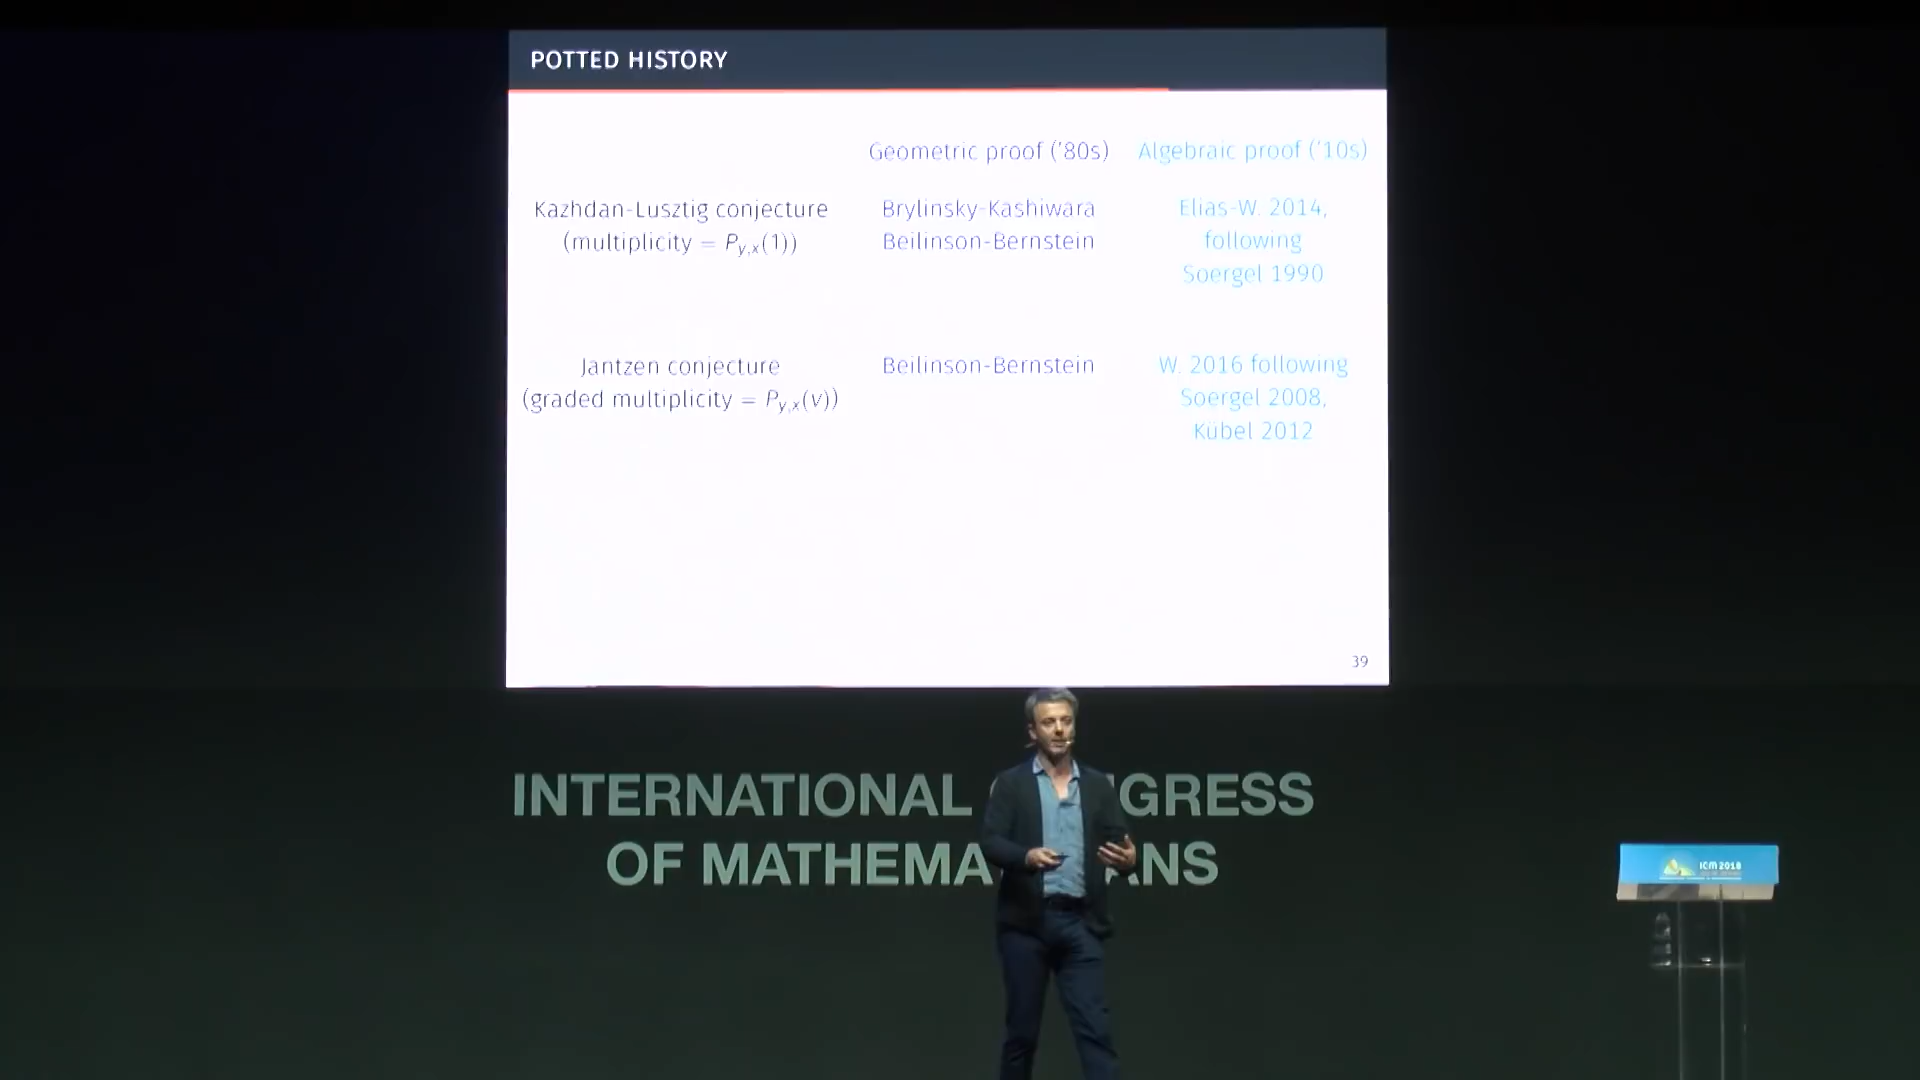 POTTED HISTORY
Geometric proof ('80s) Algebraic proof ('10s)
Kazhdan-Lusztig conjecture Brylinsky-Kashiwara Elias-W. 2014,
(multiplicity = P_{y,x}(1)) Beilinson-Bernstein following
Soergel 1990
Jantzen conjecture Beilinson-Bernstein W. 2016 following
(graded multiplicity = P_{y,x}(v)) Soergel 2008,
Kübel 2012
39
INTERNATIONAL GRESS
OF MATHEMA ANS
ICM 2018